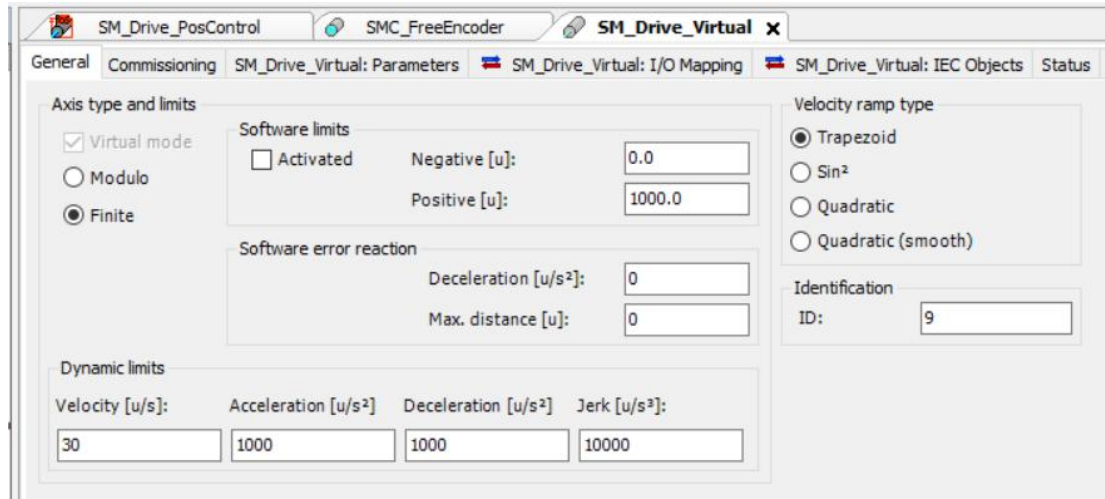 SM_Drive_PosControl SMC_FreeEncoder SM_Drive_Virtual x
General Commissioning SM_Drive_Virtual: Parameters SM_Drive_Virtual: I/O Mapping SM_Drive_Virtual: IEC Objects Status
Axis type and limits
Virtual mode
Modulo
Finite
Software limits
Activated Negative [u]: 0.0
Positive [u]: 1000.0
Software error reaction
Deceleration [u/s²]: 0
Max. distance [u]: 0
Dynamic limits
Velocity [u/s]: Acceleration [u/s²] Deceleration [u/s²] Jerk [u/s³]:
30 1000 1000 10000
Velocity ramp type
Trapezoid
Sin²
Quadratic
Quadratic (smooth)
Identification
ID: 9